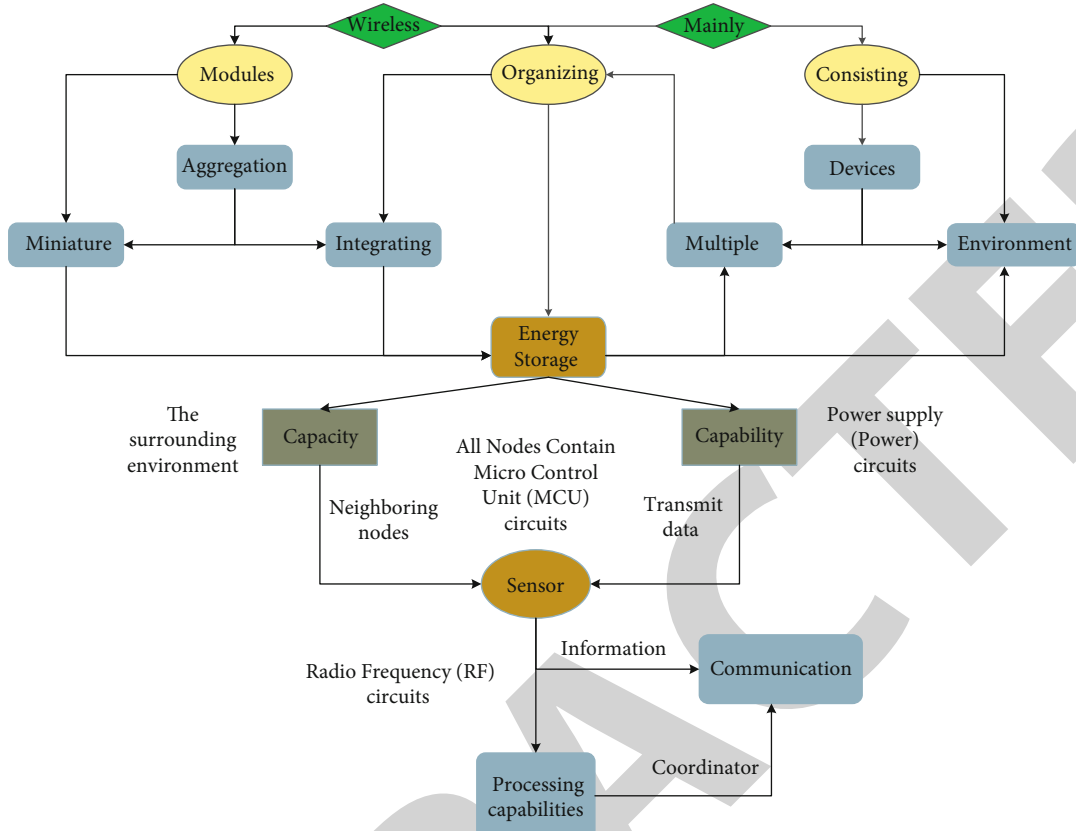 Wireless
Mainly
Modules
Organizing
Consisting
Aggregation
Devices
Miniature
Integrating
Multiple
Environment
Energy
Storage
The
surrounding
environment
Capacity
All Nodes Contain
Micro Control
Unit (MCU)
circuits
Capability
Power supply
(Power)
circuits
Neighboring
nodes
Transmit
data
Sensor
Radio Frequency (RF)
circuits
Information
Communication
Coordinator
Processing
capabilities